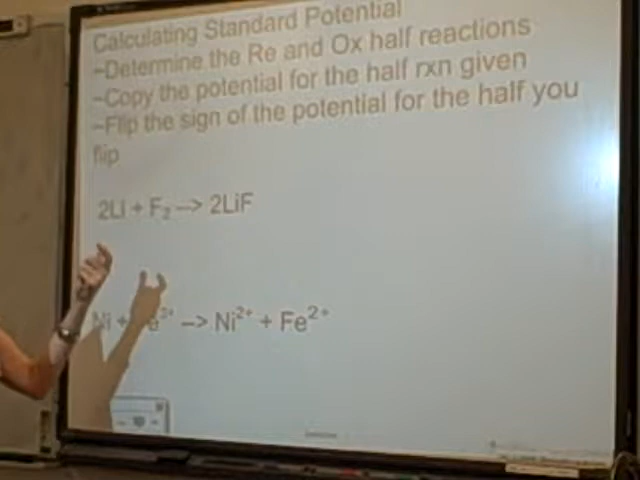 Calculating Standard Potential
-Determine the Re and Ox half reactions
-Copy the potential for the half rxn given
-Flip the sign of the potential for the half you
flip
2Li + F₂ -> 2LiF
Ni + -> Ni²⁺ + Fe²⁺